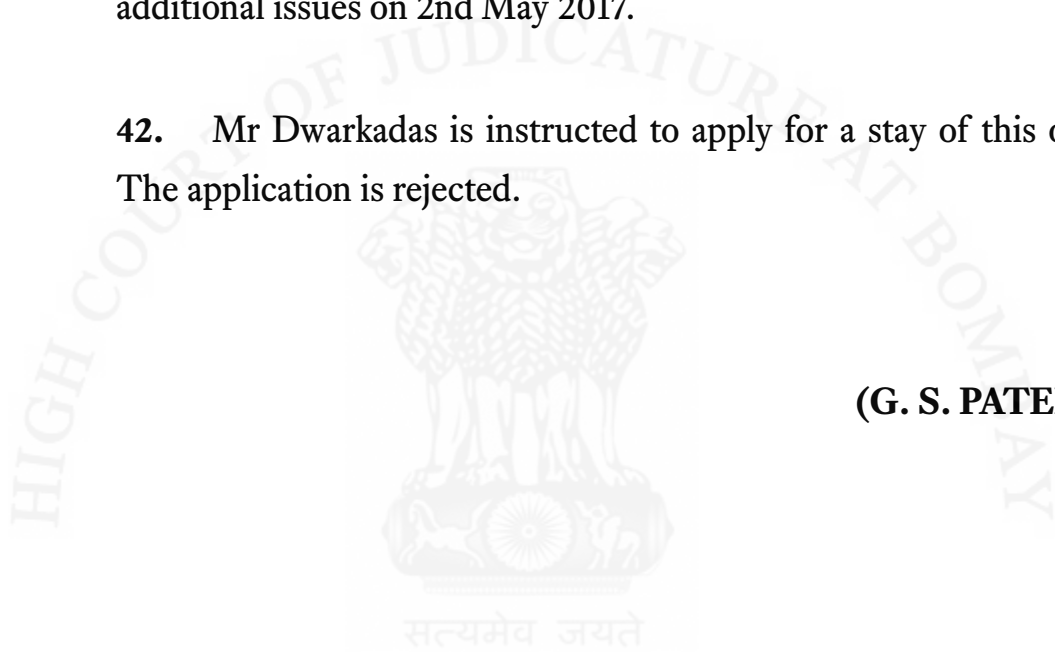 additional issues on 2nd May 2017.
42. Mr Dwarkadas is instructed to apply for a stay of this
The application is rejected.
(G. S. PATE
HIGH COURT OF JUDICATURE AT BOMBAY
सत्यमेव जयते